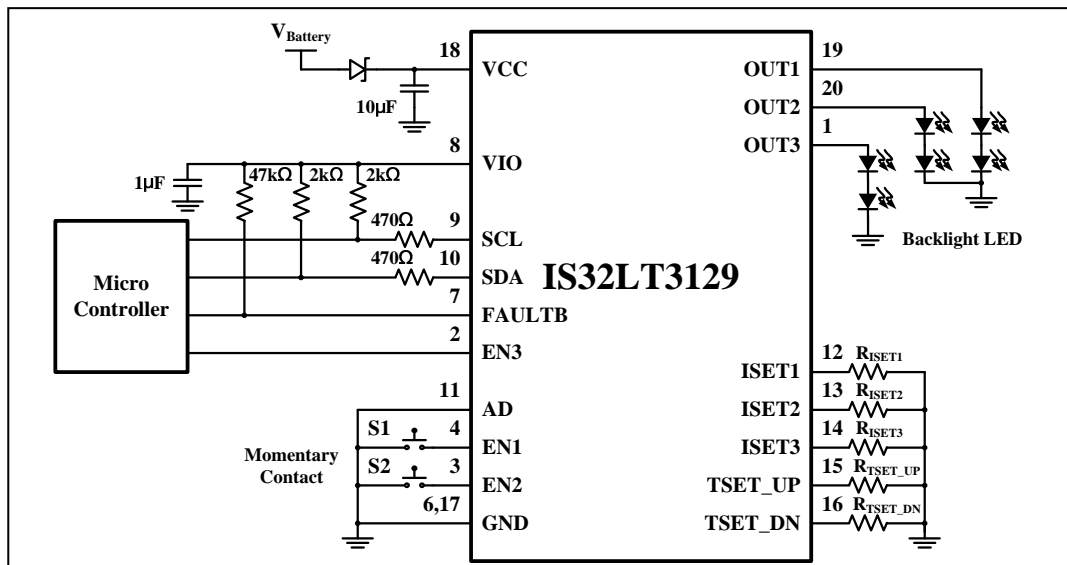 V_Battery
18
VCC
10μF
8
VIO
1μF
47kΩ
2kΩ
2kΩ
470Ω
9
SCL
470Ω
10
SDA
Micro
Controller
7
FAULTB
2
EN3
11
AD
S1
4
EN1
Momentary
Contact
S2
3
EN2
6,17
GND
IS32LT3129
19
OUT1
20
OUT2
1
OUT3
Backlight LED
12
ISET1
R_ISET1
13
ISET2
R_ISET2
14
ISET3
R_ISET3
15
TSET_UP
R_TSET_UP
16
TSET_DN
R_TSET_DN